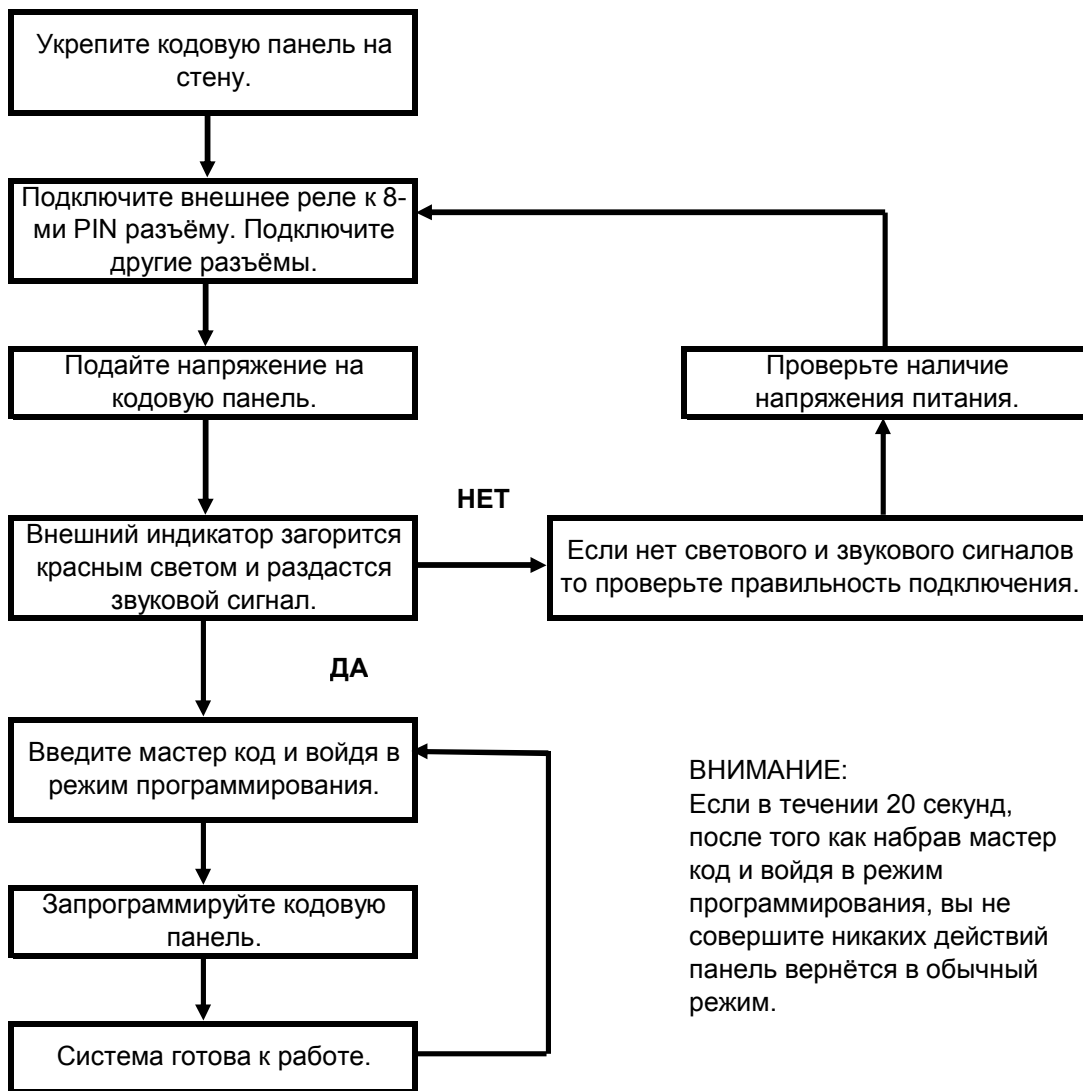 Укрепите кодовую панель на
стену.
Подключите внешнее реле к 8-
ми PIN разъёму. Подключите
другие разъёмы.
Подайте напряжение на
кодовую панель.
Проверьте наличие
напряжения питания.
НЕТ
Внешний индикатор загорится
красным светом и раздастся
звуковой сигнал.
Если нет светового и звукового сигналов
то проверьте правильность подключения.
ДА
Введите мастер код и войдя в
режим программирования.
Запрограммируйте кодовую
панель.
Система готова к работе.
ВНИМАНИЕ:
Если в течении 20 секунд,
после того как набрав мастер
код и войдя в режим
программирования, вы не
совершите никаких действий
панель вернётся в обычный
режим.